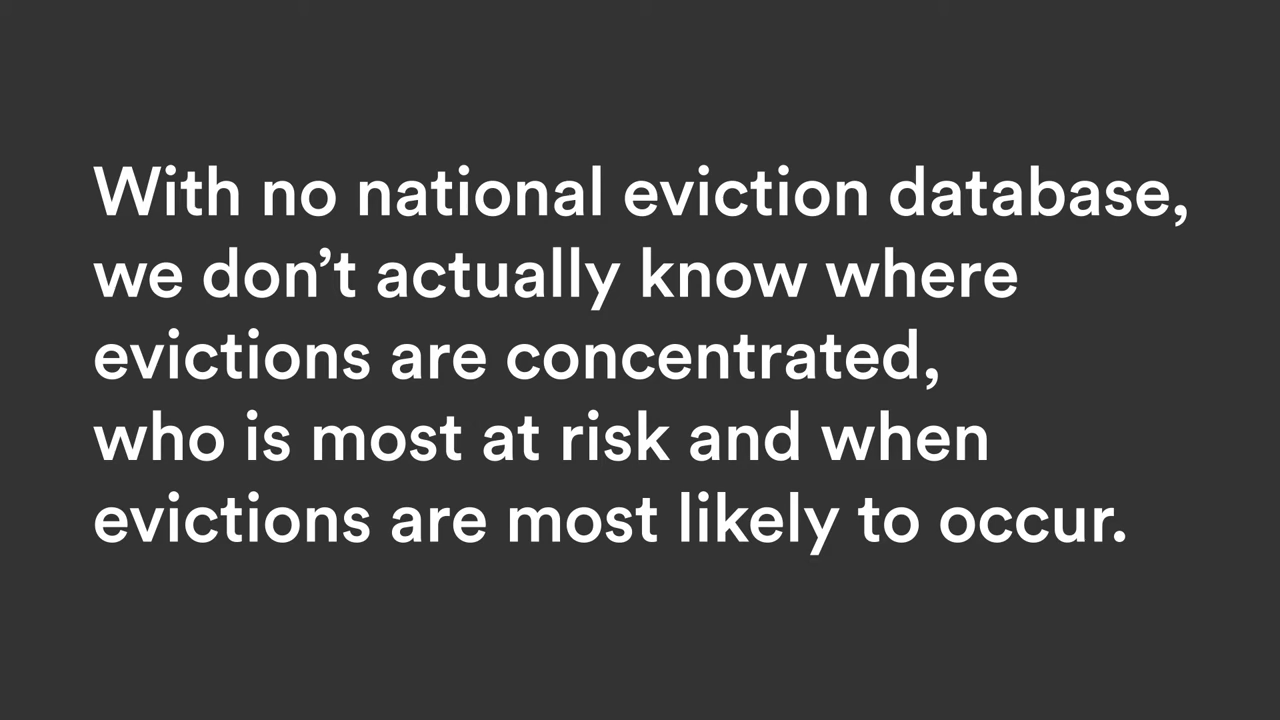 With no national eviction database,
we don’t actually know where
evictions are concentrated,
who is most at risk and when
evictions are most likely to occur.